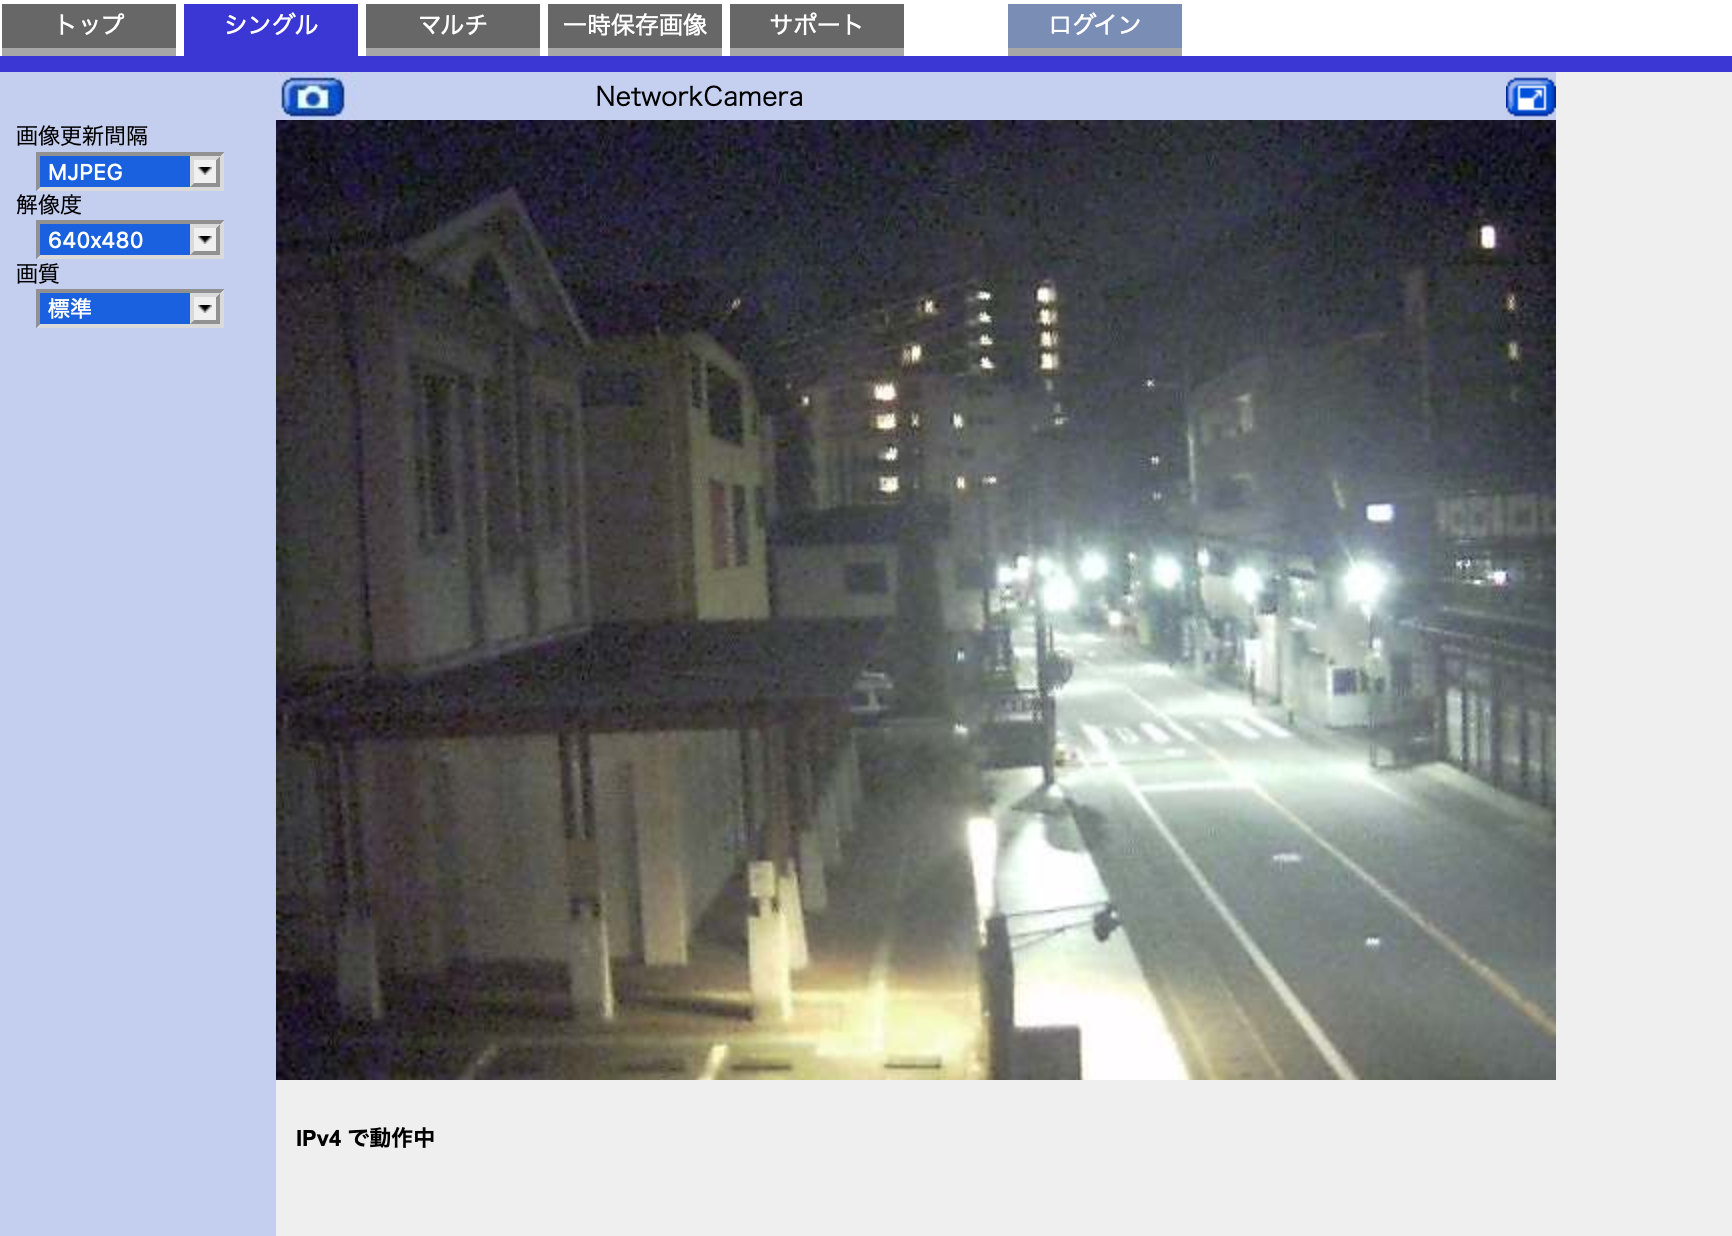 トップ
シングル
マルチ
一時保存画像
サポート
ログイン
NetworkCamera
画像更新間隔
MJPEG
解像度
640x480
画質
標準
IPv4 で動作中